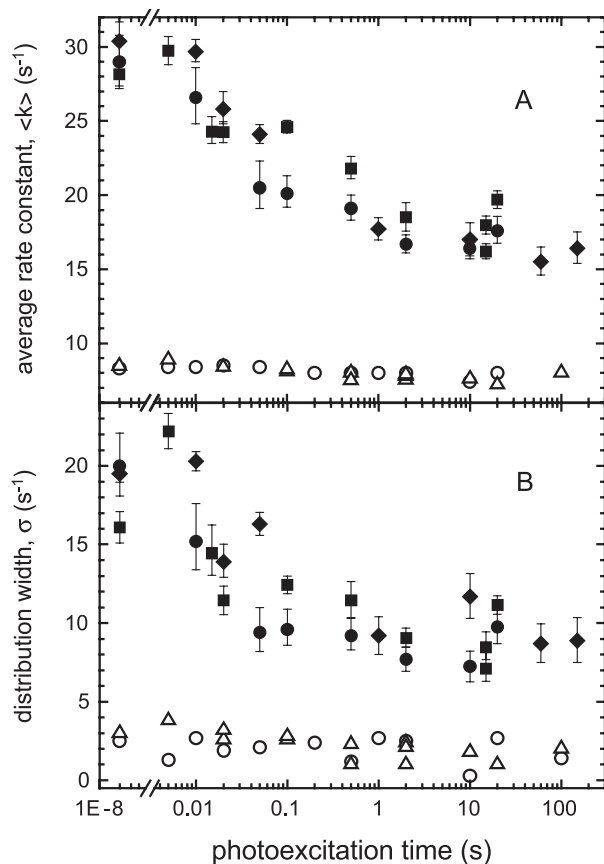 30
25
20
15
10
average rate constant, <k> (s⁻¹)
A
20
15
10
5
0
distribution width, σ (s⁻¹)
B
1E-8 0.01 0.1 1 10 100
photoexcitation time (s)